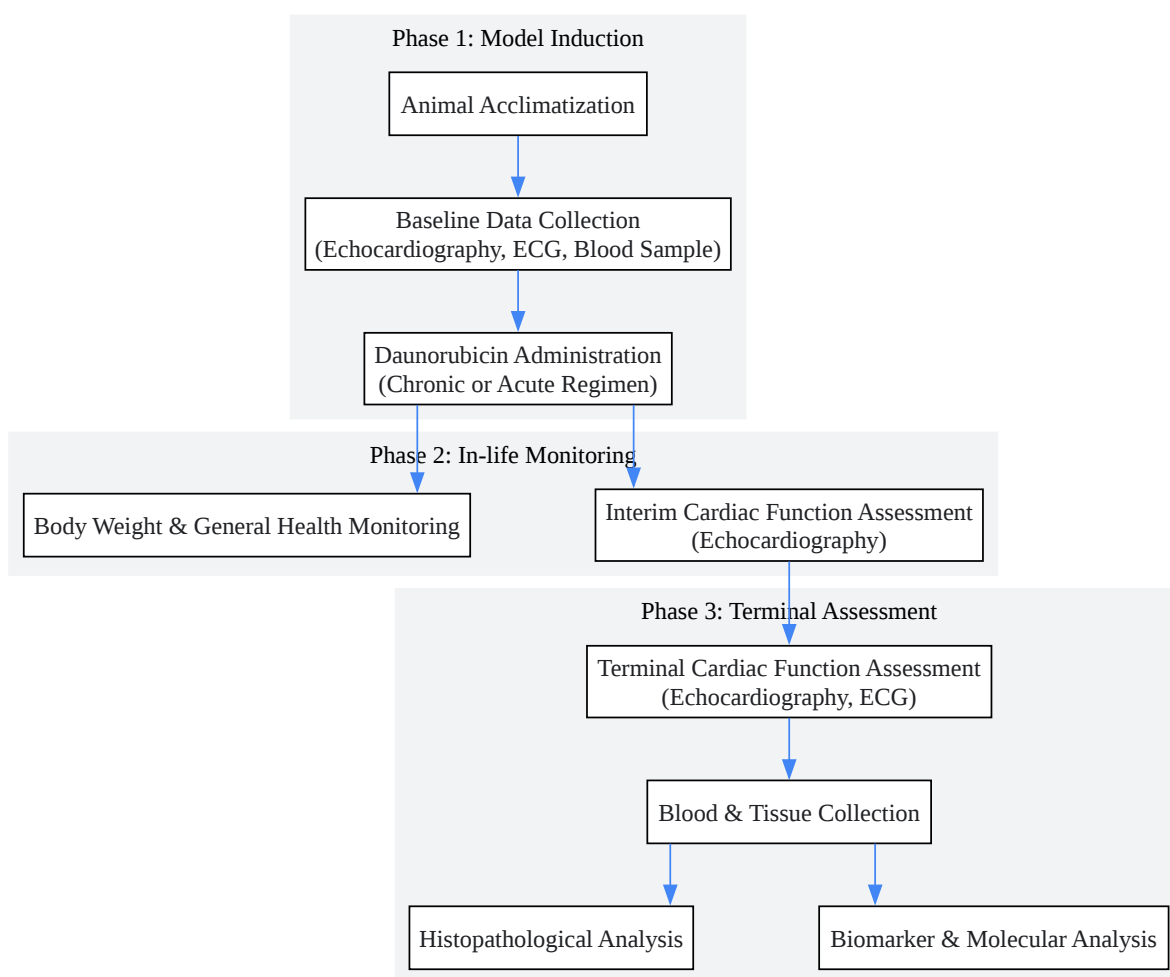 Phase 1: Model Induction
Animal Acclimatization
Baseline Data Collection
(Echocardiography, ECG, Blood Sample)
Daunorubicin Administration
(Chronic or Acute Regimen)
Phase 2: In-life Monitoring
Body Weight & General Health Monitoring
Interim Cardiac Function Assessment
(Echocardiography)
Phase 3: Terminal Assessment
Terminal Cardiac Function Assessment
(Echocardiography, ECG)
Blood & Tissue Collection
Histopathological Analysis
Biomarker & Molecular Analysis